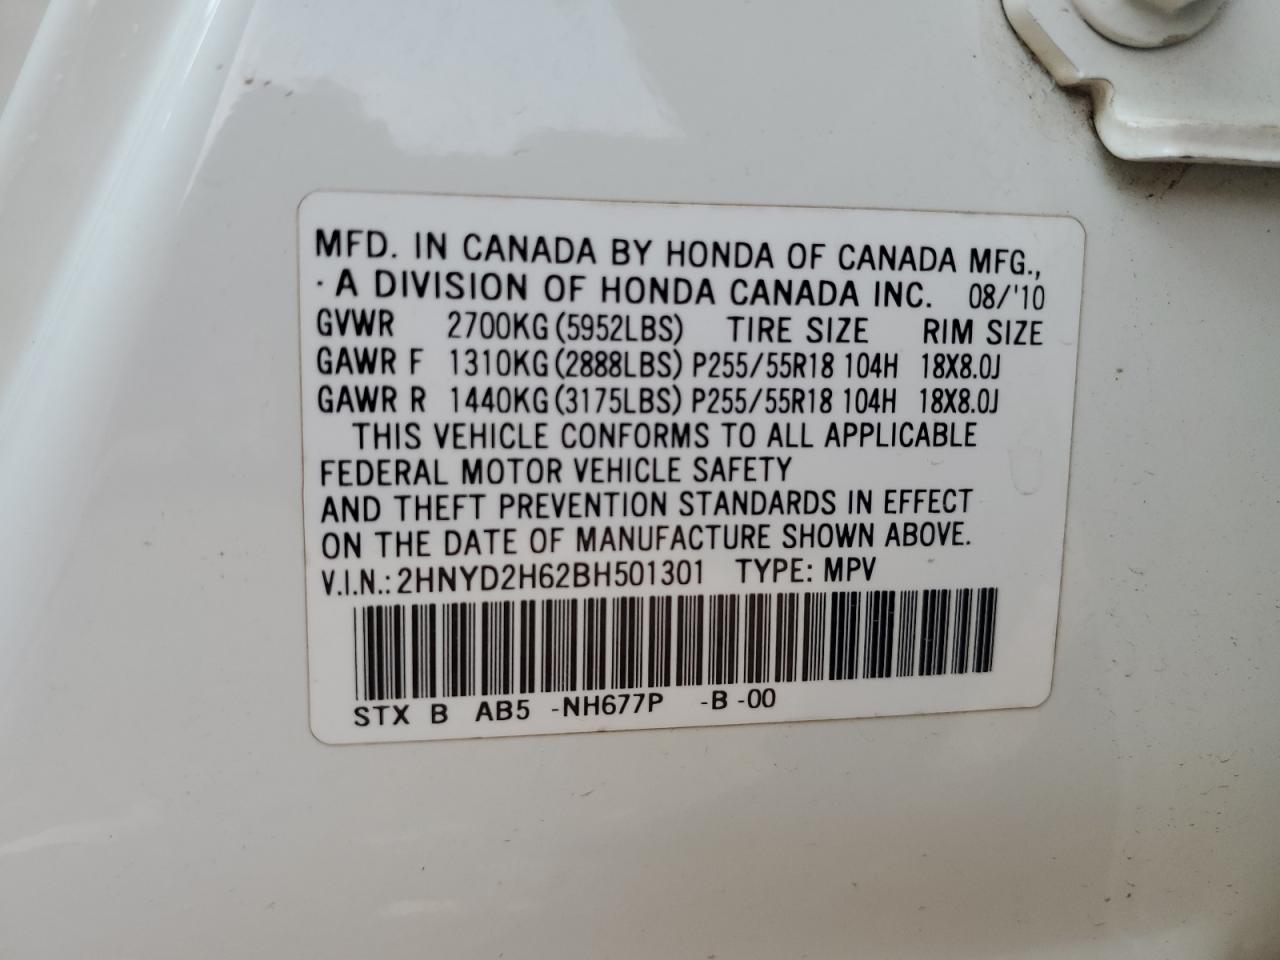 MFD. IN CANADA BY HONDA OF CANADA MFG.,
· A DIVISION OF HONDA CANADA INC. 08/'10
GVWR 2700KG (5952LBS) TIRE SIZE RIM SIZE
GAWR F 1310KG (2888LBS) P255/55R18 104H 18X8.0J
GAWR R 1440KG (3175LBS) P255/55R18 104H 18X8.0J
THIS VEHICLE CONFORMS TO ALL APPLICABLE
FEDERAL MOTOR VEHICLE SAFETY
AND THEFT PREVENTION STANDARDS IN EFFECT
ON THE DATE OF MANUFACTURE SHOWN ABOVE.
V.I.N.: 2HNYD2H62BH501301 TYPE: MPV
STX B AB5 -NH677P -B -00